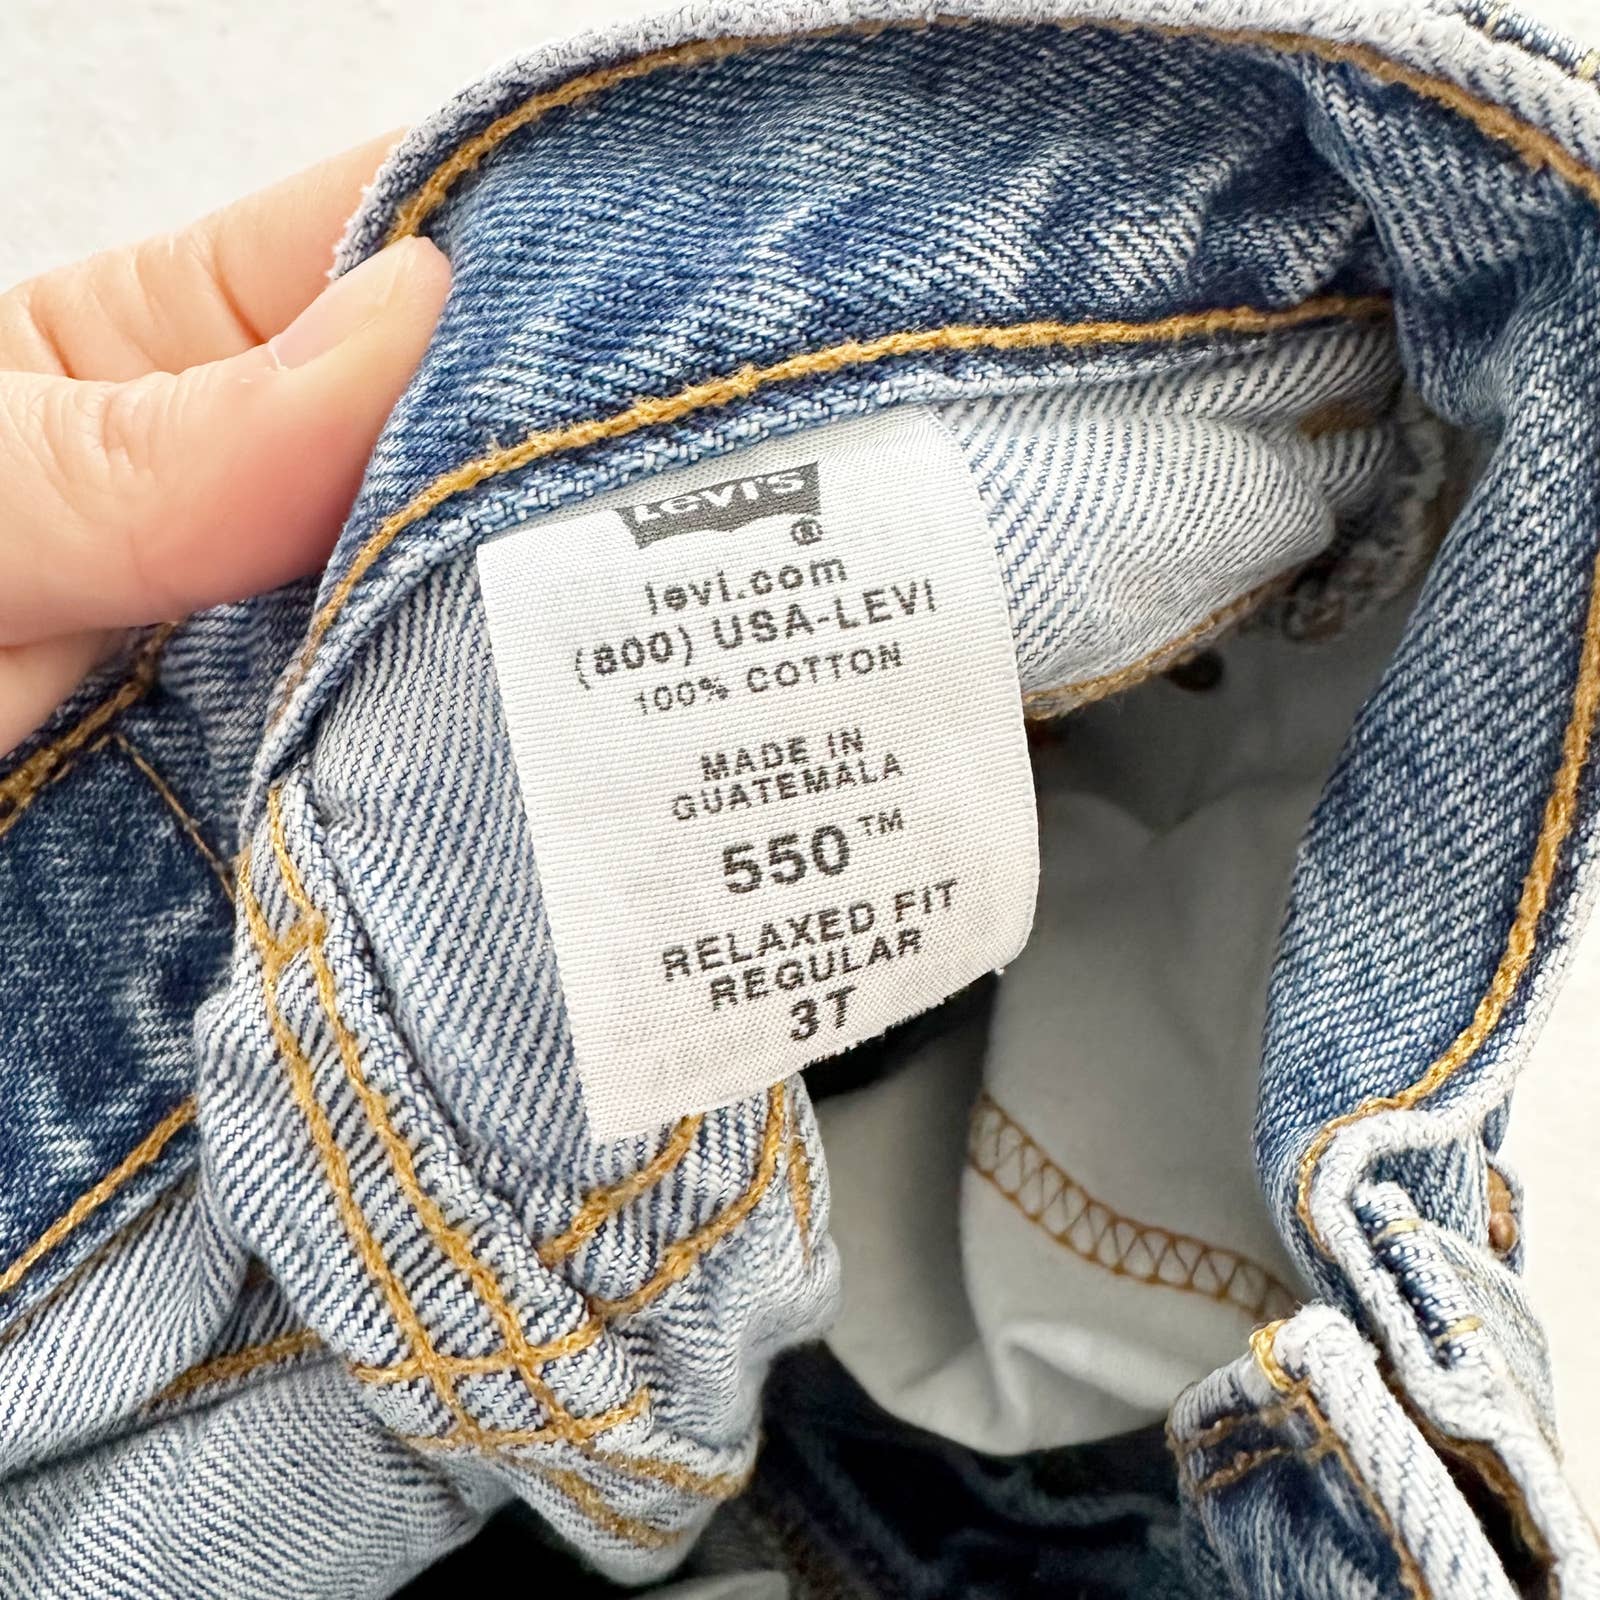 Levi's
®
levi.com
(800) USA-LEVI
100% COTTON
MADE IN
GUATEMALA
550™
RELAXED FIT
REGULAR
3T